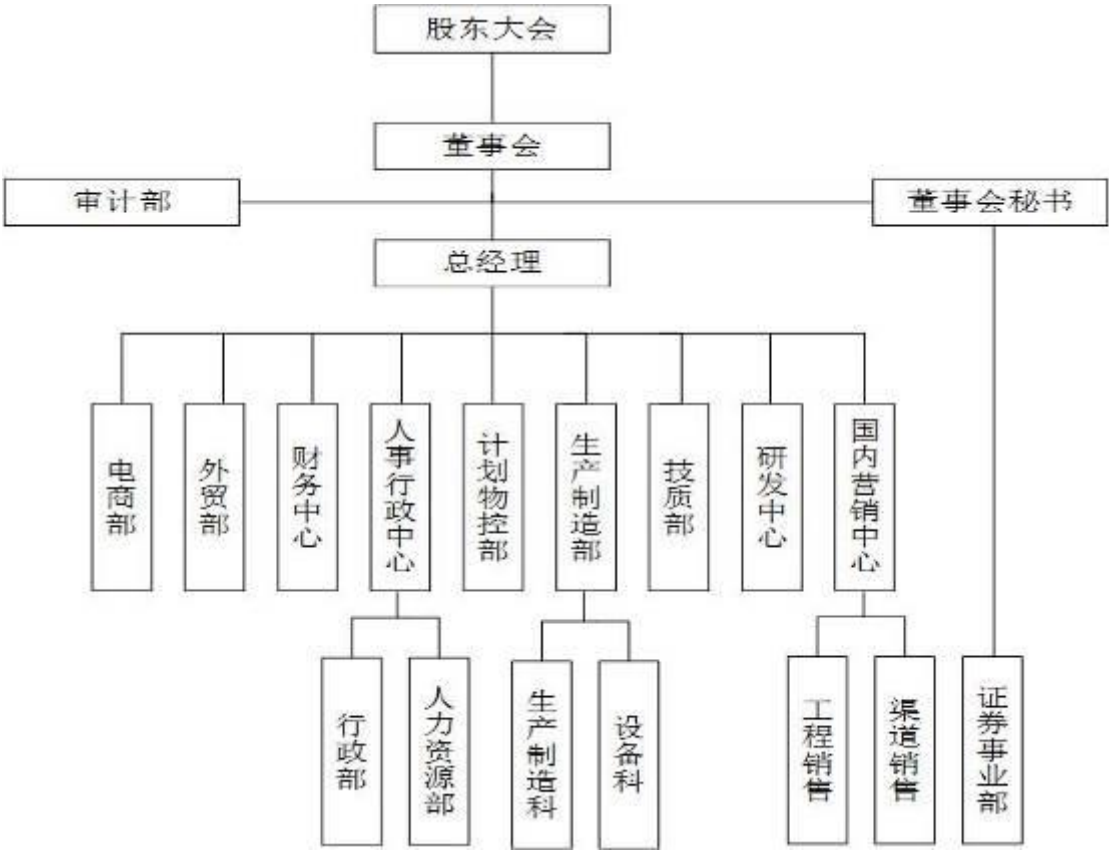 股东大会
董事会
审计部
董事会秘书
总经理
电商部
外贸部
财务中心
人事行政中心
计划物控部
生产制造部
技质部
研发中心
国内营销中心
行政部
人力资源部
生产制造科
设备科
工程销售
渠道销售
证券事业部